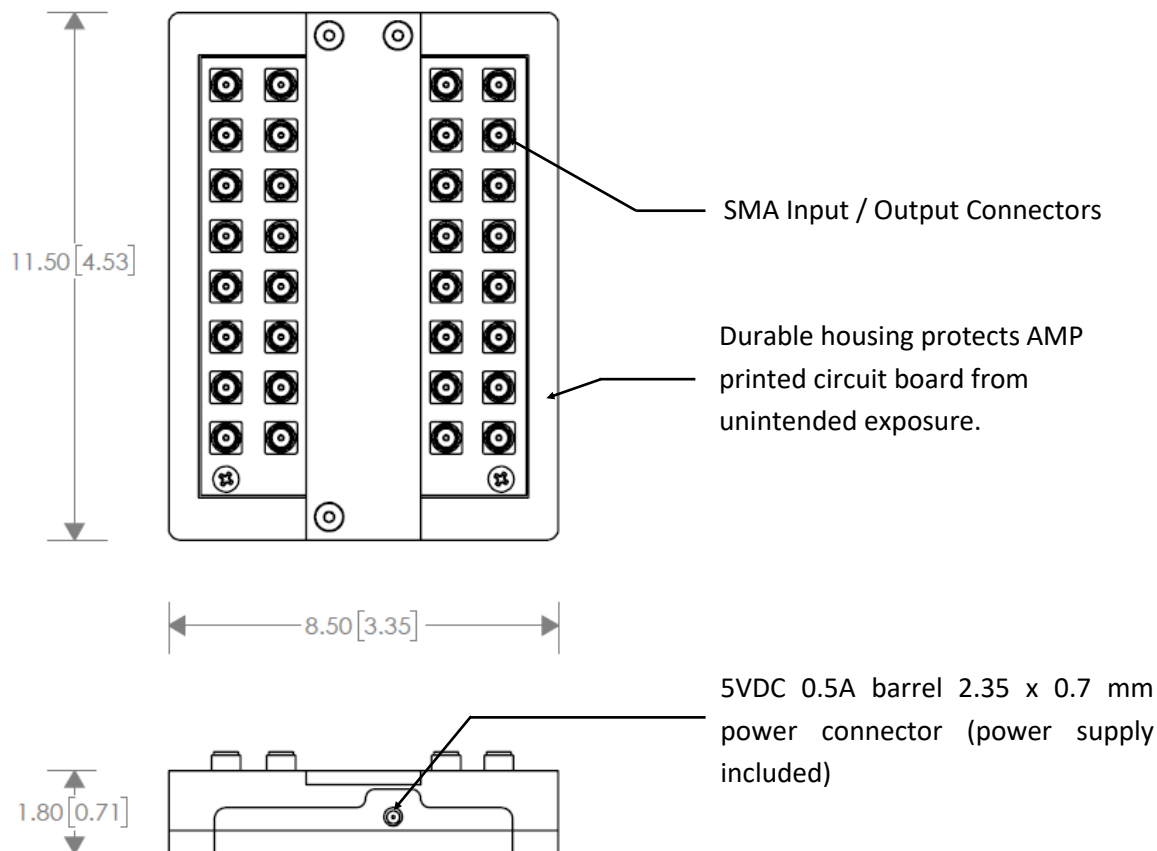 11.50[4.53]
SMA Input / Output Connectors
Durable housing protects AMP
printed circuit board from
unintended exposure.
8.50[3.35]
5VDC 0.5A barrel 2.35 x 0.7 mm
power connector (power supply
included)
1.80[0.71]